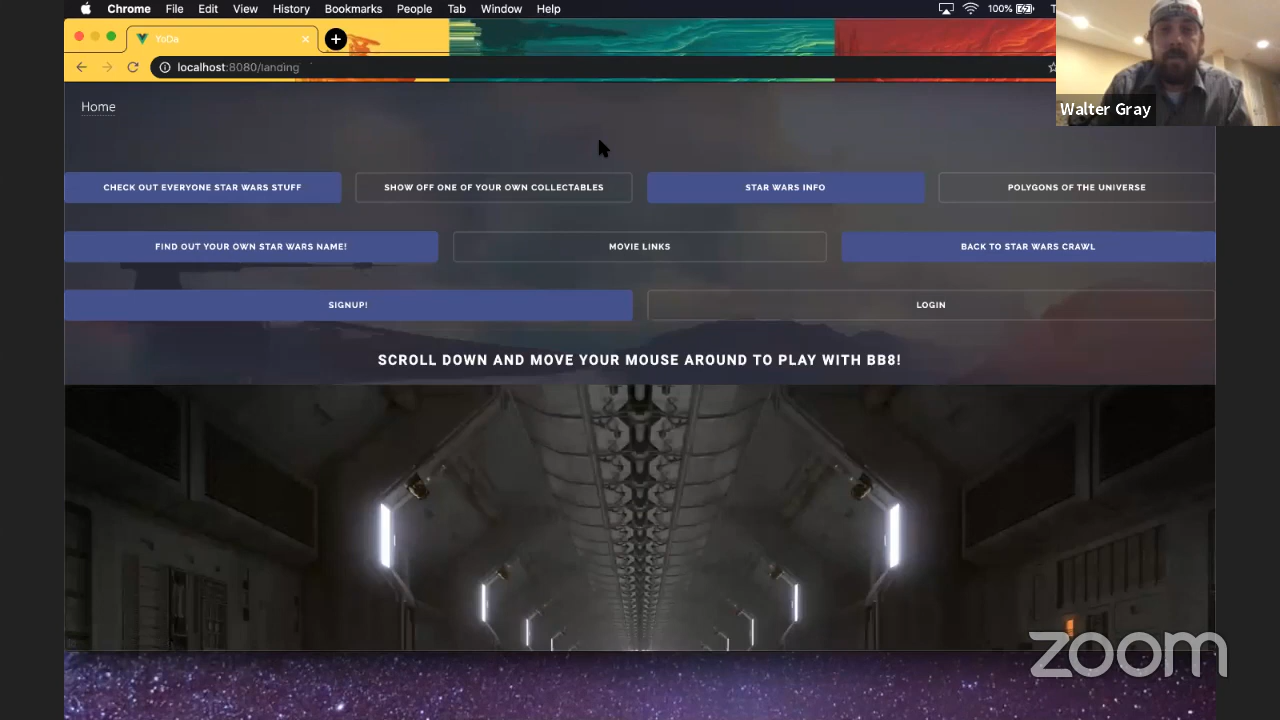 Chrome File Edit View History Bookmarks People Tab Window Help 100%
YoDa
localhost:8080/landing
Walter Gray
Home
CHECK OUT EVERYONE STAR WARS STUFF SHOW OFF ONE OF YOUR OWN COLLECTABLES STAR WARS INFO POLYGONS OF THE UNIVERSE
FIND OUT YOUR OWN STAR WARS NAME! MOVIE LINKS BACK TO STAR WARS CRAWL
SIGNUP! LOGIN
SCROLL DOWN AND MOVE YOUR MOUSE AROUND TO PLAY WITH BB8!
zoom